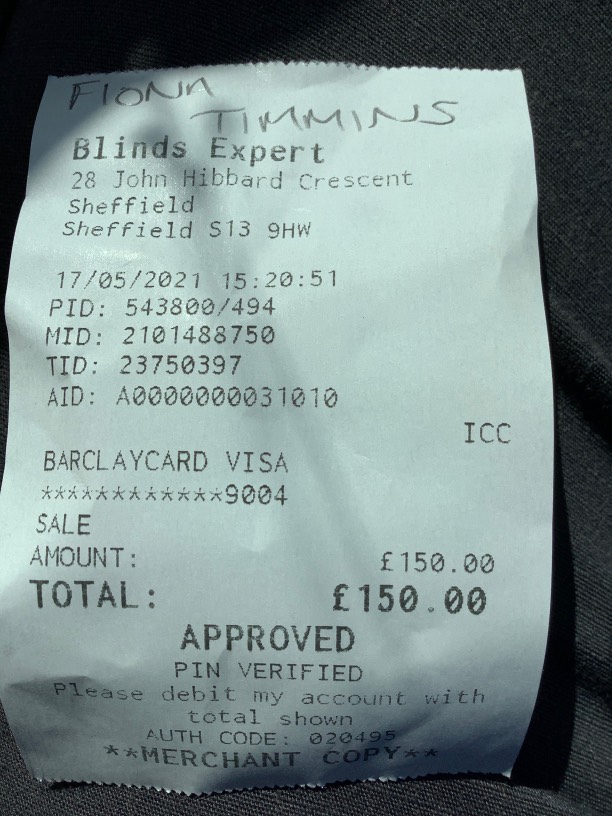 FIONA
TIMMINS
Blinds Expert
28 John Hibbard Crescent
Sheffield
Sheffield S13 9HW
17/05/2021 15:20:51
PID: 543800/494
MID: 2101488750
TID: 23750397
AID: A0000000031010
ICC
BARCLAYCARD VISA
************9004
SALE
AMOUNT: £150.00
TOTAL: £150.00
APPROVED
PIN VERIFIED
Please debit my account with
total shown
AUTH CODE: 020495
**MERCHANT COPY**